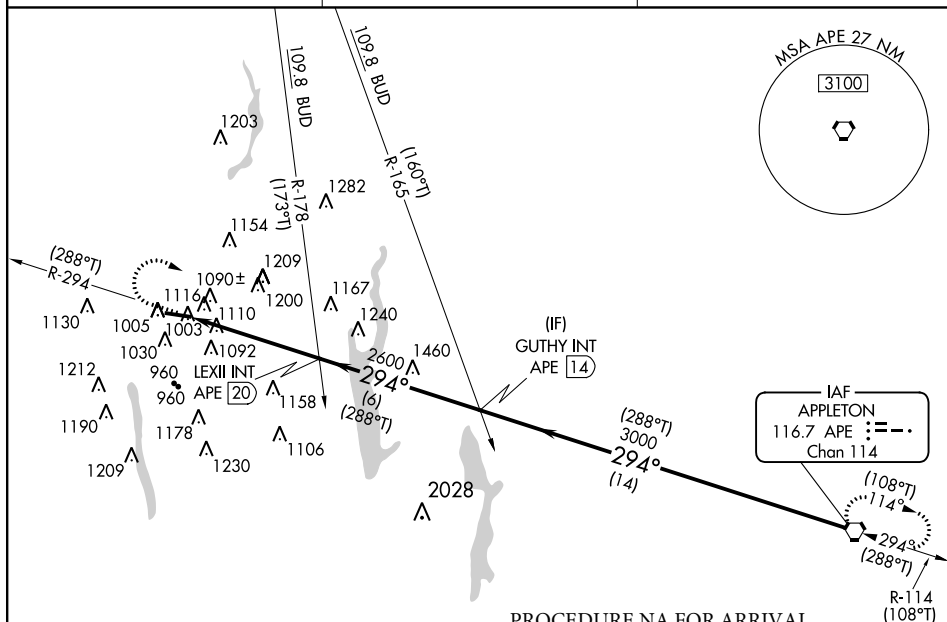 MSA APE 27 NM
3100
109.8 BUD
109.8 BUD
1203
R-178
(173°T)
(160°T)
R-165
1282
1154
(288°T)
R-294
1209
1090±
1200
1116
1167
1130
1005
1003
1110
1240
1030
1092
(IF)
GUTHY INT
APE 14
2600
1460
LEXII INT
APE 20
294°
(6)
(288°T)
1212
960
960
1158
1190
1178
1106
1209
1230
(288°T)
3000
294°
(14)
IAF
APPLETON
116.7 APE
Chan 114
2028
(108°T)
114°
294°
(288°T)
R-114
(108°T)
PROCEDURE NA FOR ARRIVAL